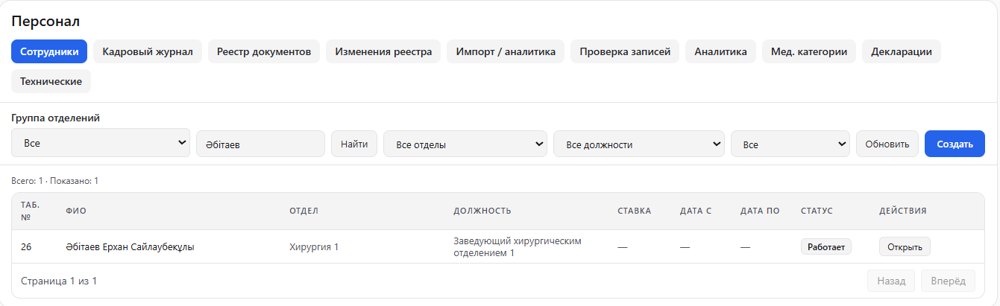 Персонал
Сотрудники Кадровый журнал Реестр документов Изменения реестра Импорт / аналитика Проверка записей Аналитика Мед. категории Декларации
Технические
Группа отделений
Все Әбітаев Найти Все отделы Все должности Все Обновить Создать
Всего: 1 · Показано: 1
ТАБ. № ФИО ОТДЕЛ ДОЛЖНОСТЬ СТАВКА ДАТА С ДАТА ПО СТАТУС ДЕЙСТВИЯ
26 Әбітаев Ерхан Сайлаубекұлы Хирургия 1 Заведующий хирургическим отделением 1 — — — Работает Открыть
Страница 1 из 1 Назад Вперёд